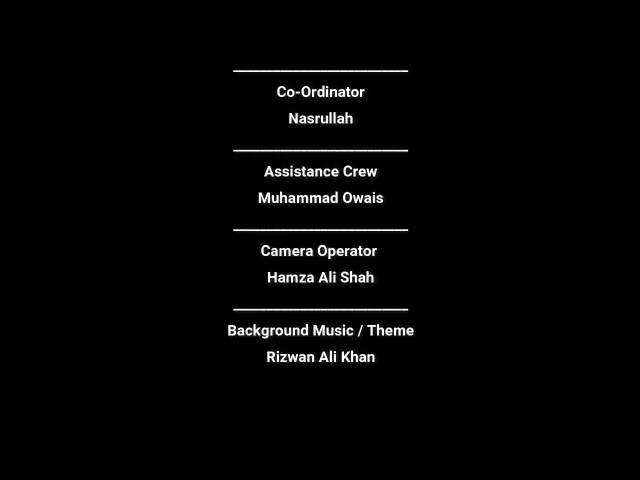 Co-Ordinator
Nasrullah
Assistance Crew
Muhammad Owais
Camera Operator
Hamza Ali Shah
Background Music / Theme
Rizwan Ali Khan